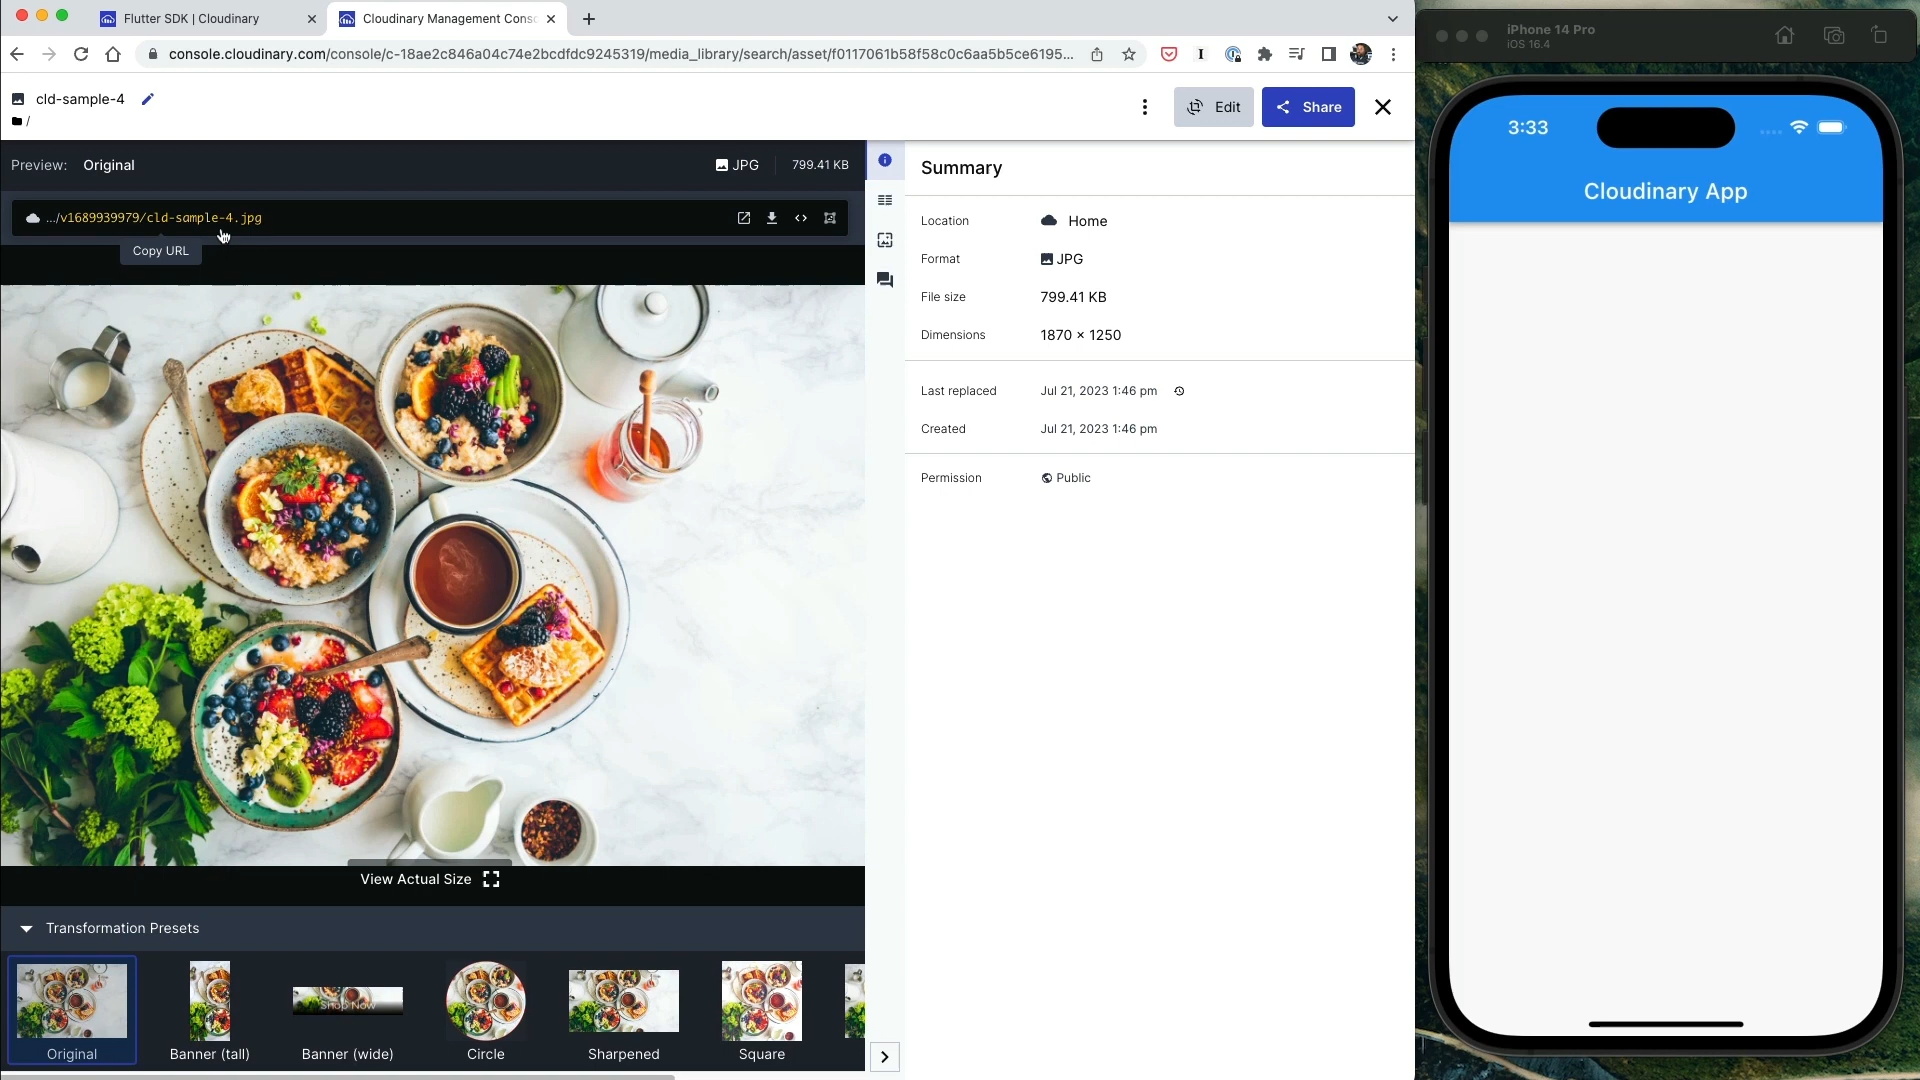 Flutter SDK | Cloudinary
Cloudinary Management Conso
console.cloudinary.com/console/c-18ae2c846a04c74e2bcdfdc9245319/media_library/search/asset/f0117061b58f58c0c6aa5b5ce6195...
cld-sample-4
/
Edit
Share
Preview: Original
JPG
799.41 KB
.../v1689939979/cld-sample-4.jpg
Copy URL
View Actual Size
Transformation Presets
Shop Now
Original
Banner (tall)
Banner (wide)
Circle
Sharpened
Square
Summary
Location Home
Format JPG
File size 799.41 KB
Dimensions 1870 × 1250
Last replaced Jul 21, 2023 1:46 pm
Created Jul 21, 2023 1:46 pm
Permission Public
iPhone 14 Pro
iOS 16.4
3:33
Cloudinary App